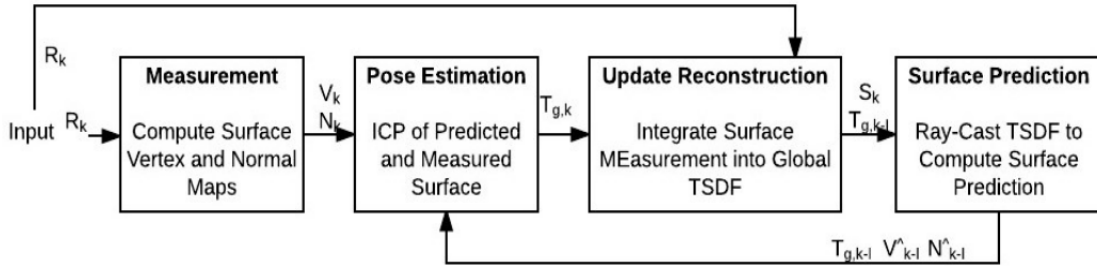 R_k
Input R_k
Measurement
Compute Surface
Vertex and Normal
Maps
V_k
N_k
Pose Estimation
ICP of Predicted
and Measured
Surface
T_g,k
Update Reconstruction
Integrate Surface
MEasurement into Global
TSDF
S_k
T_g,k-l
Surface Prediction
Ray-Cast TSDF to
Compute Surface
Prediction
T_g,k-l V^_k-l N^_k-l